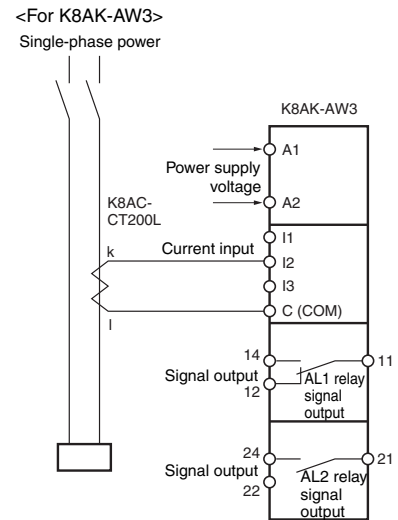 <For K8AK-AW3>
Single-phase power
K8AK-AW3
A1
Power supply
voltage
A2
K8AC-
CT200L
I1
k
Current input
I2
I3
C (COM)
l
14
11
Signal output
AL1 relay
12
signal
output
24
21
Signal output
AL2 relay
22
signal
output